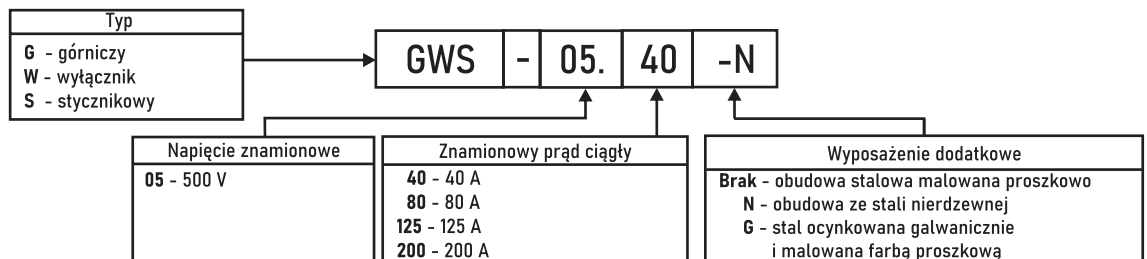 Typ
G - górniczy
W - wyłącznik
S - stycznikowy
GWS - 05. 40 -N
Napięcie znamionowe
05 - 500 V
Znamionowy prąd ciągły
40 - 40 A
80 - 80 A
125 - 125 A
200 - 200 A
Wyposażenie dodatkowe
Brak - obudowa stalowa malowana proszkowo
N - obudowa ze stali nierdzewnej
G - stal ocynkowana galwanicznie
i malowana farbą proszkową